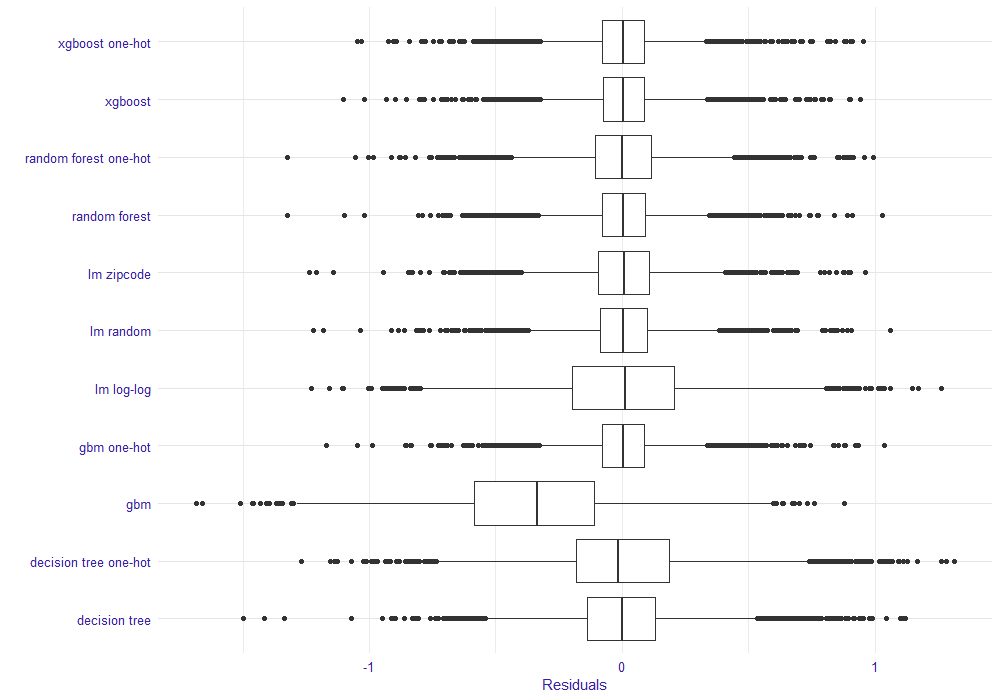 xgboost one-hot
xgboost
random forest one-hot
random forest
lm zipcode
lm random
lm log-log
gbm one-hot
gbm
decision tree one-hot
decision tree
-1 0 1
Residuals